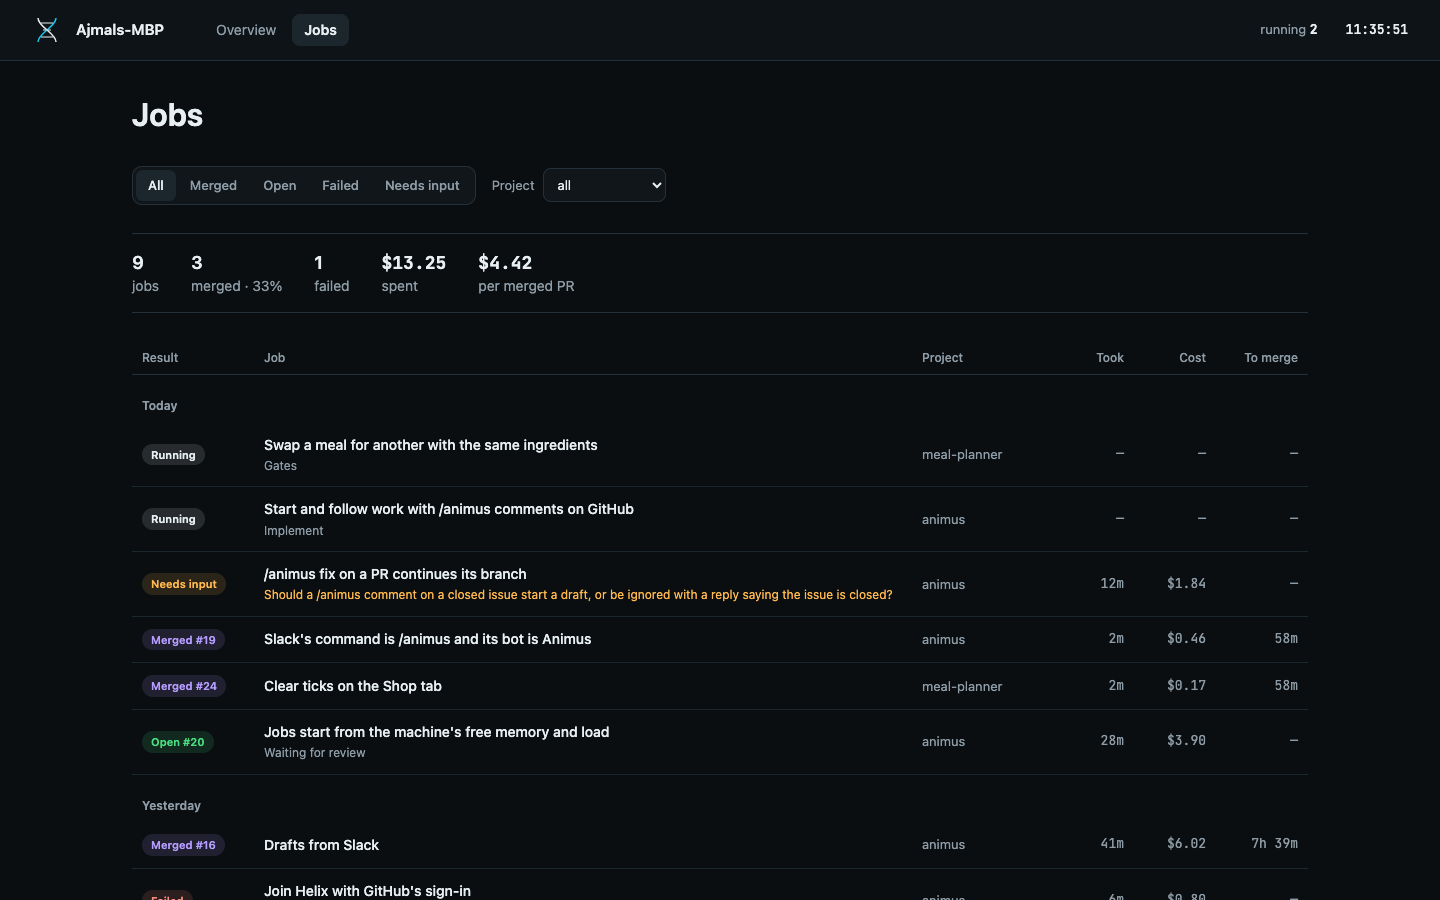 Ajmals-MBP Overview Jobs running 2 11:35:51
Jobs
All Merged Open Failed Needs input Project all
9 3 1 $13.25 $4.42
jobs merged · 33% failed spent per merged PR
Result Job Project Took Cost To merge
Today
Running Swap a meal for another with the same ingredients meal-planner — — —
Gates
Running Start and follow work with /animus comments on GitHub animus — — —
Implement
Needs input /animus fix on a PR continues its branch animus 12m $1.84 —
Should a /animus comment on a closed issue start a draft, or be ignored with a reply saying the issue is closed?
Merged #19 Slack's command is /animus and its bot is Animus animus 2m $0.46 58m
Merged #24 Clear ticks on the Shop tab meal-planner 2m $0.17 58m
Open #20 Jobs start from the machine's free memory and load animus 28m $3.90 —
Waiting for review
Yesterday
Merged #16 Drafts from Slack animus 41m $6.02 7h 39m
Failed Join Helix with GitHub's sign-in animus 6m $0.80 —